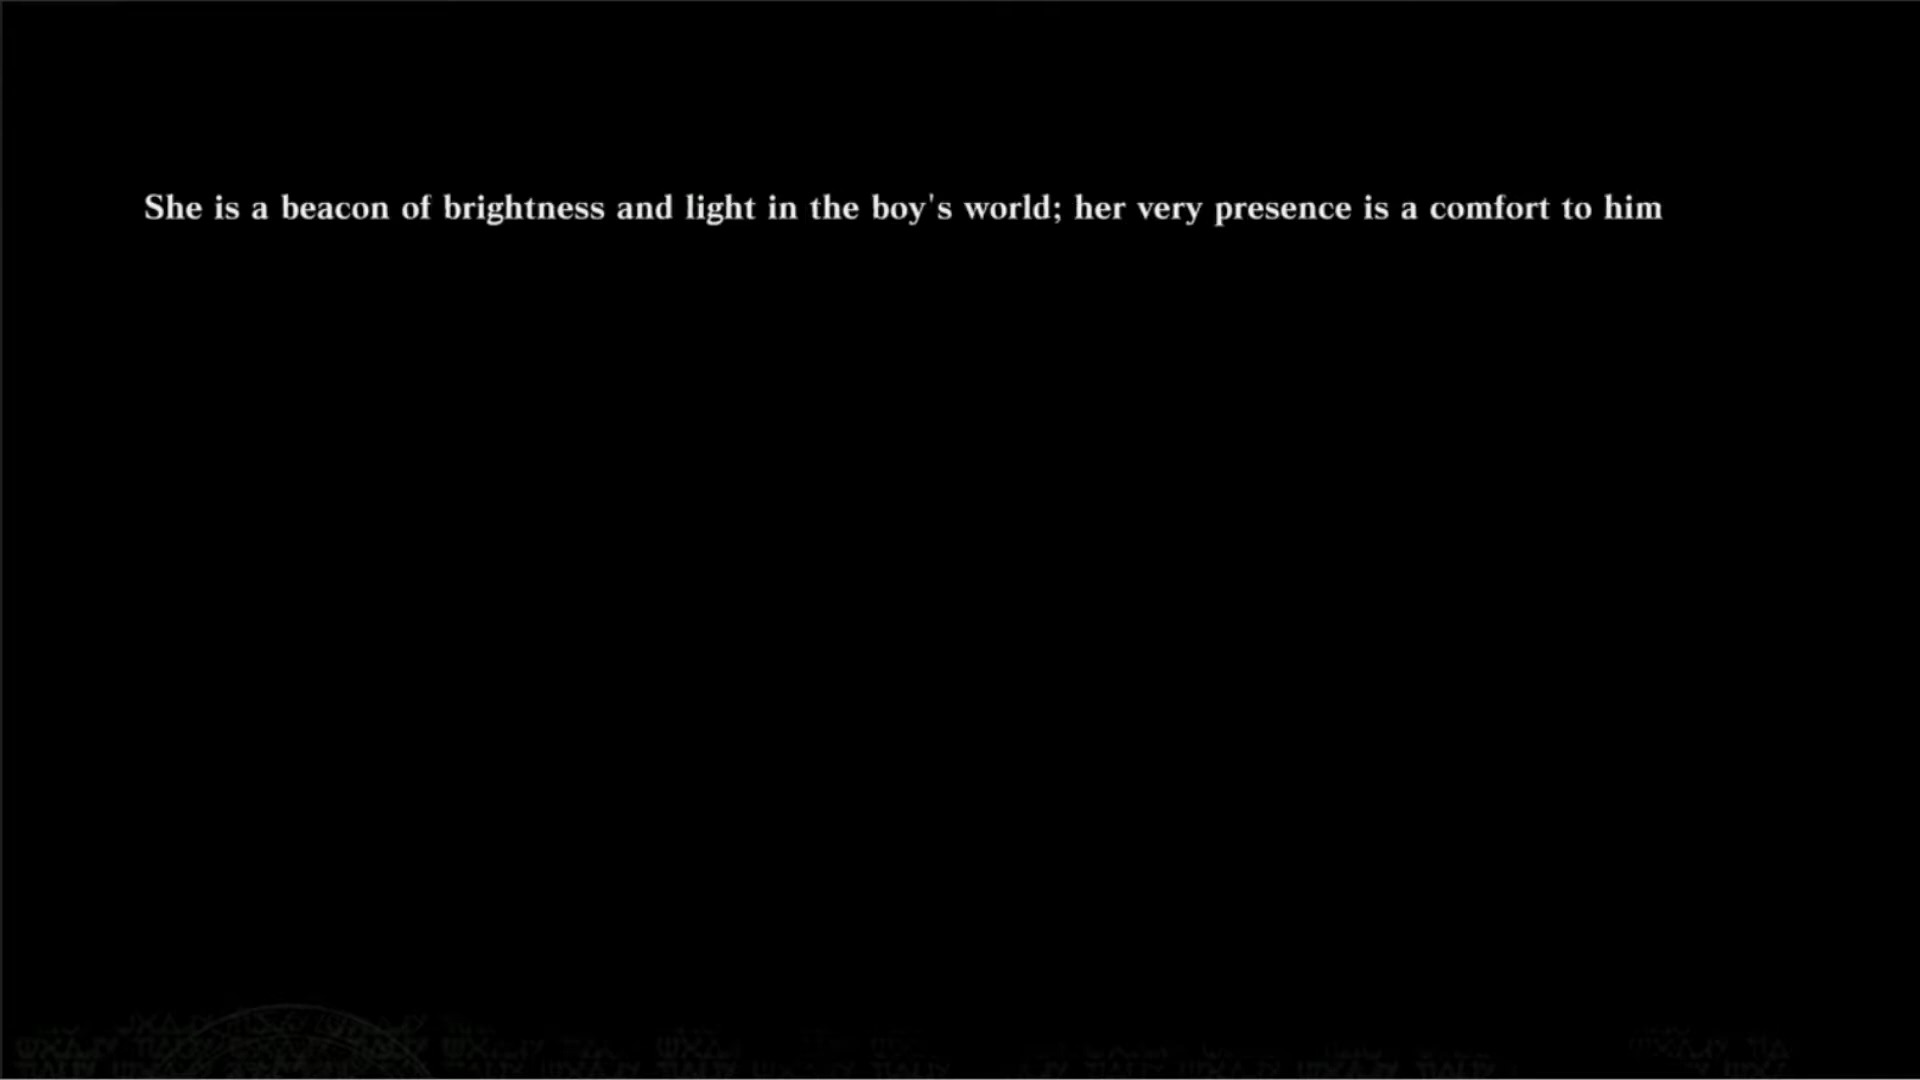 She is a beacon of brightness and light in the boy's world; her very presence is a comfort to him